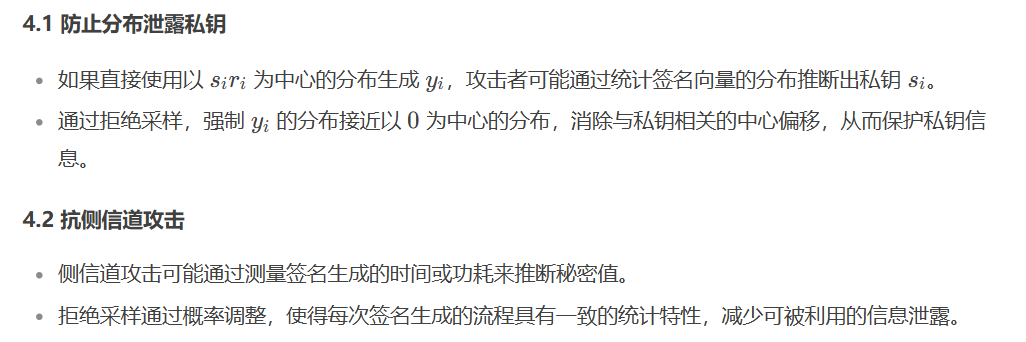 4.1 防止分布泄露私钥
• 如果直接使用以 sᵢrᵢ 为中心的分布生成 yᵢ，攻击者可能通过统计签名向量的分布推断出私钥 sᵢ。
• 通过拒绝采样，强制 yᵢ 的分布接近以 0 为中心的分布，消除与私钥相关的中心偏移，从而保护私钥信
息。
4.2 抗侧信道攻击
• 侧信道攻击可能通过测量签名生成的时间或功耗来推断秘密值。
• 拒绝采样通过概率调整，使得每次签名生成的流程具有一致的统计特性，减少可被利用的信息泄露。